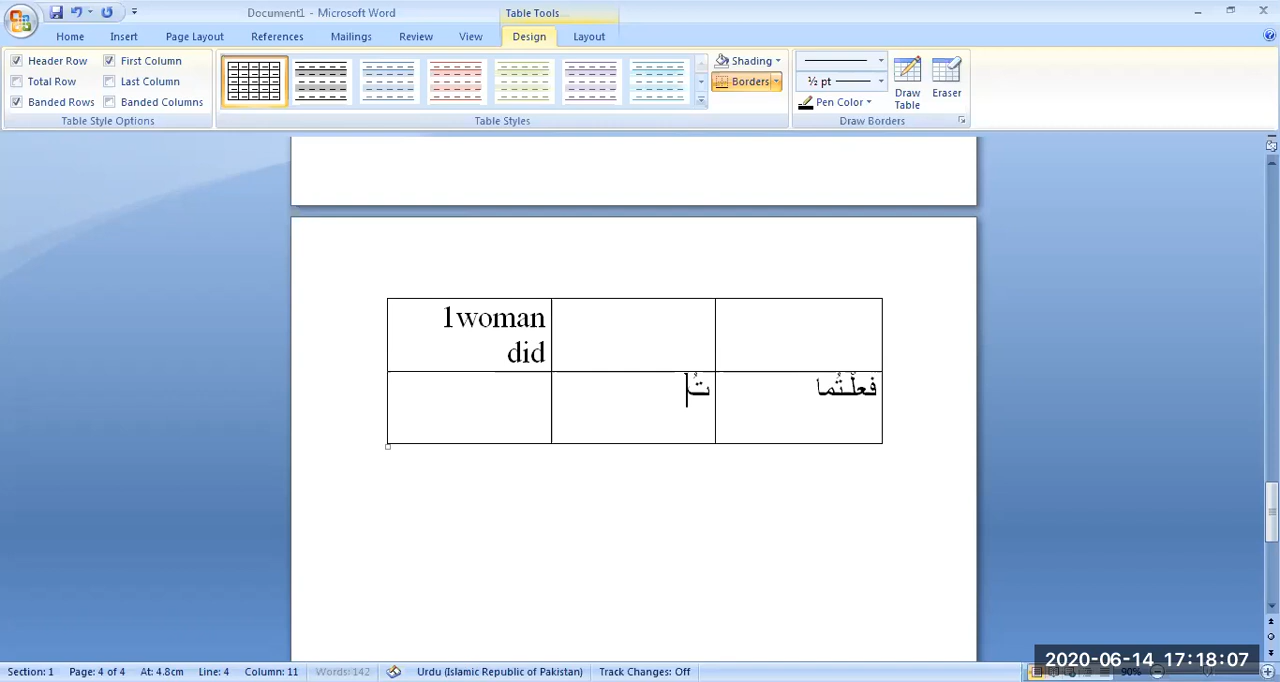 Document1 - Microsoft Word
Table Tools
Home Insert Page Layout References Mailings Review View Design Layout
Header Row First Column
Total Row Last Column
Banded Rows Banded Columns
Table Style Options
Table Styles
Shading
Borders
½ pt
Pen Color
Draw Table
Eraser
Draw Borders
1woman
did
فعلْـتُما
تُ
Section: 1 Page: 4 of 4 At: 4.8cm Line: 4 Column: 11 Words: 142 Urdu (Islamic Republic of Pakistan) Track Changes: Off
90%
2020-06-14 17:18:07